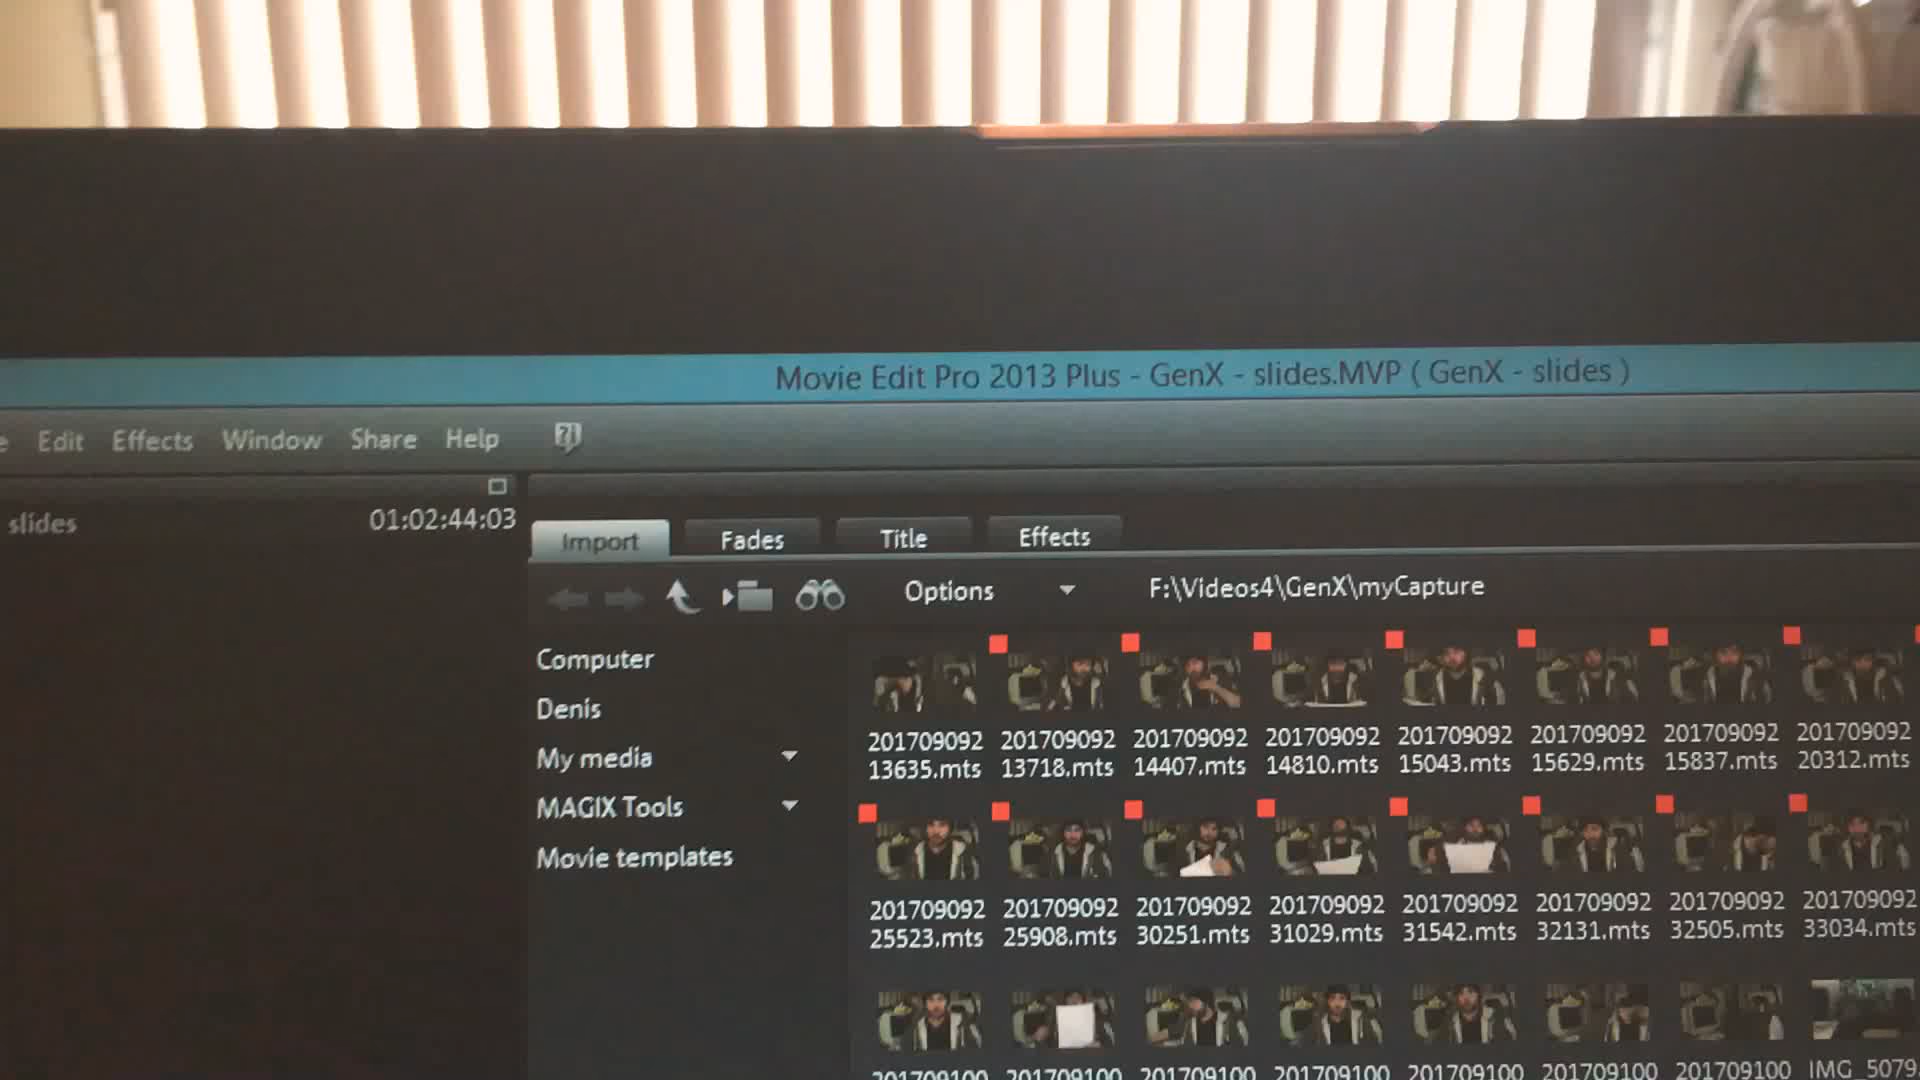 Movie Edit Pro 2013 Plus - GenX - slides.MVP ( GenX - slides )
Edit Effects Window Share Help
slides 01:02:44:03
Import Fades Title Effects
Options F:\Videos4\GenX\myCapture
Computer
Denis
My media
MAGIX Tools
Movie templates
201709092 201709092 201709092 201709092 201709092 201709092 201709092 201709092
13635.mts 13718.mts 14407.mts 14810.mts 15043.mts 15629.mts 15837.mts 20312.mts
201709092 201709092 201709092 201709092 201709092 201709092 201709092 201709092
25523.mts 25908.mts 30251.mts 31029.mts 31542.mts 32131.mts 32505.mts 33034.mts
201709100 201709100 201709100 201709100 201709100 201709100 201709100 IMG_5079